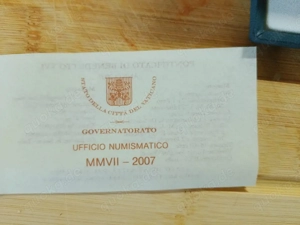 STATO DELLA CITTÀ DEL VATICANO
GOVERNATORATO
UFFICIO NUMISMATICO
MMVII – 2007